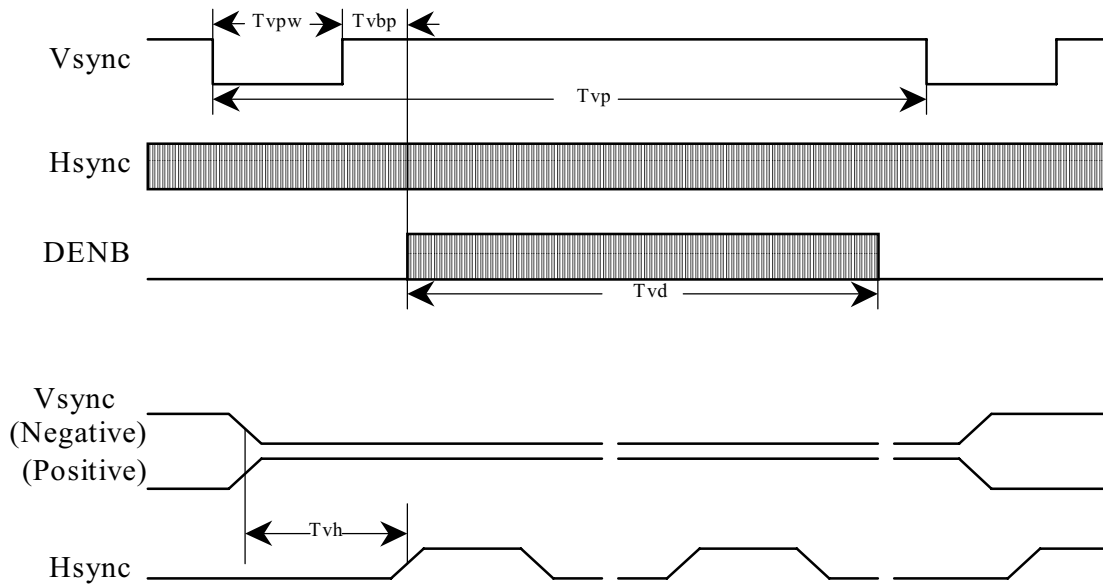 Tvpw Tvbp
Vsync
Tvp
Hsync
DENB
Tvd
Vsync
(Negative)
(Positive)
Tvh
Hsync